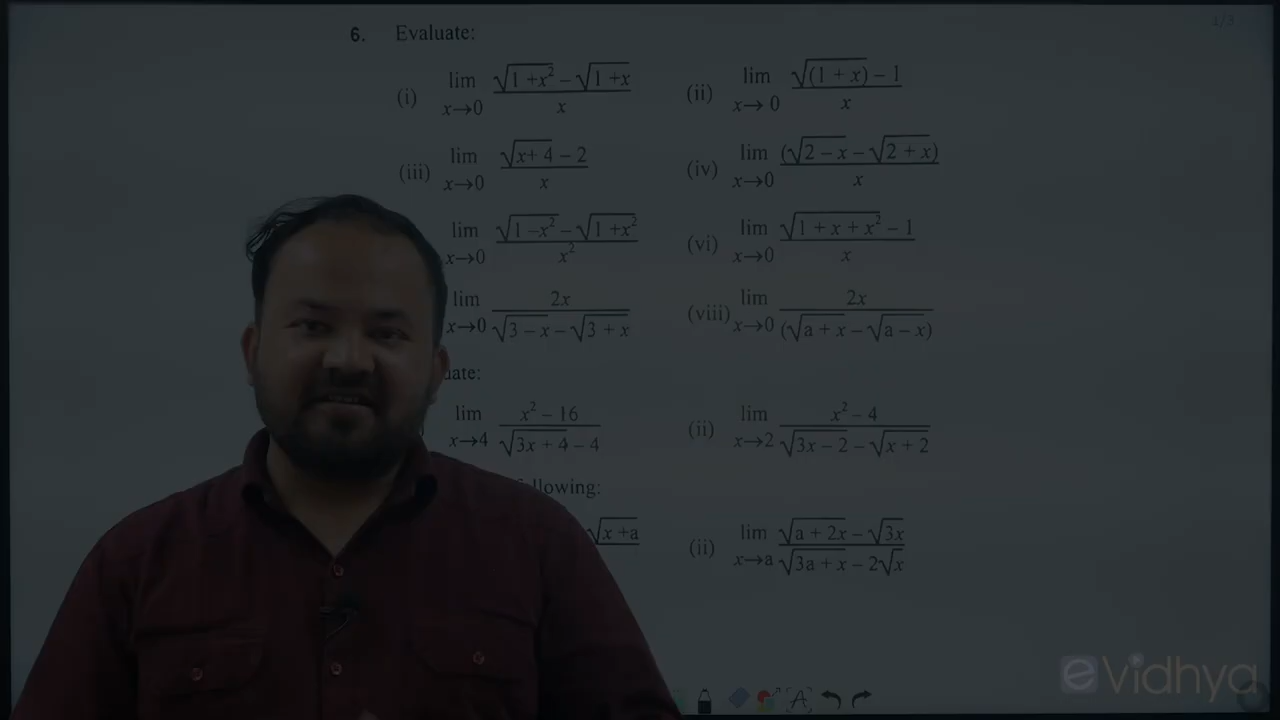 1/3
6. Evaluate:
(i) lim x→0 (√(1 +x²) − √(1 +x))/x (ii) lim x→ 0 (√((1 + x)) − 1)/x
(iii) lim x→0 (√(x+ 4) − 2)/x (iv) lim x→0 (√(2 − x) − √(2 + x))/x
lim x→0 (√(1 −x²) − √(1 +x²))/x² (vi) lim x→0 (√(1 + x + x²) − 1)/x
lim x→0 2x/(√(3 − x) − √(3 + x)) (viii) lim x→0 2x/(√(a + x) − √(a − x))
uate:
lim x→4 (x² − 16)/(√(3x + 4) − 4) (ii) lim x→2 (x² − 4)/(√(3x − 2) − √(x + 2))
following:
√(x +a) (ii) lim x→a (√(a + 2x) − √(3x))/(√(3a + x) − 2√x)
eVidhya